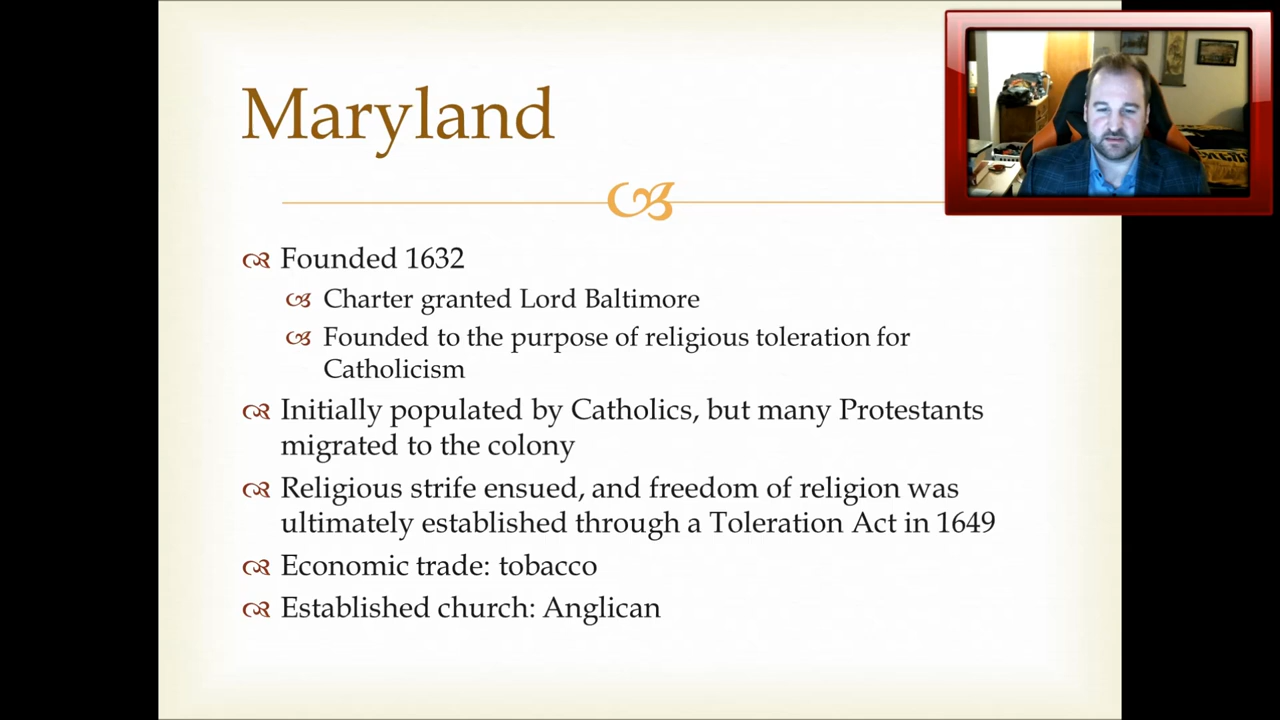 Maryland
Founded 1632
Charter granted Lord Baltimore
Founded to the purpose of religious toleration for
Catholicism
Initially populated by Catholics, but many Protestants
migrated to the colony
Religious strife ensued, and freedom of religion was
ultimately established through a Toleration Act in 1649
Economic trade: tobacco
Established church: Anglican